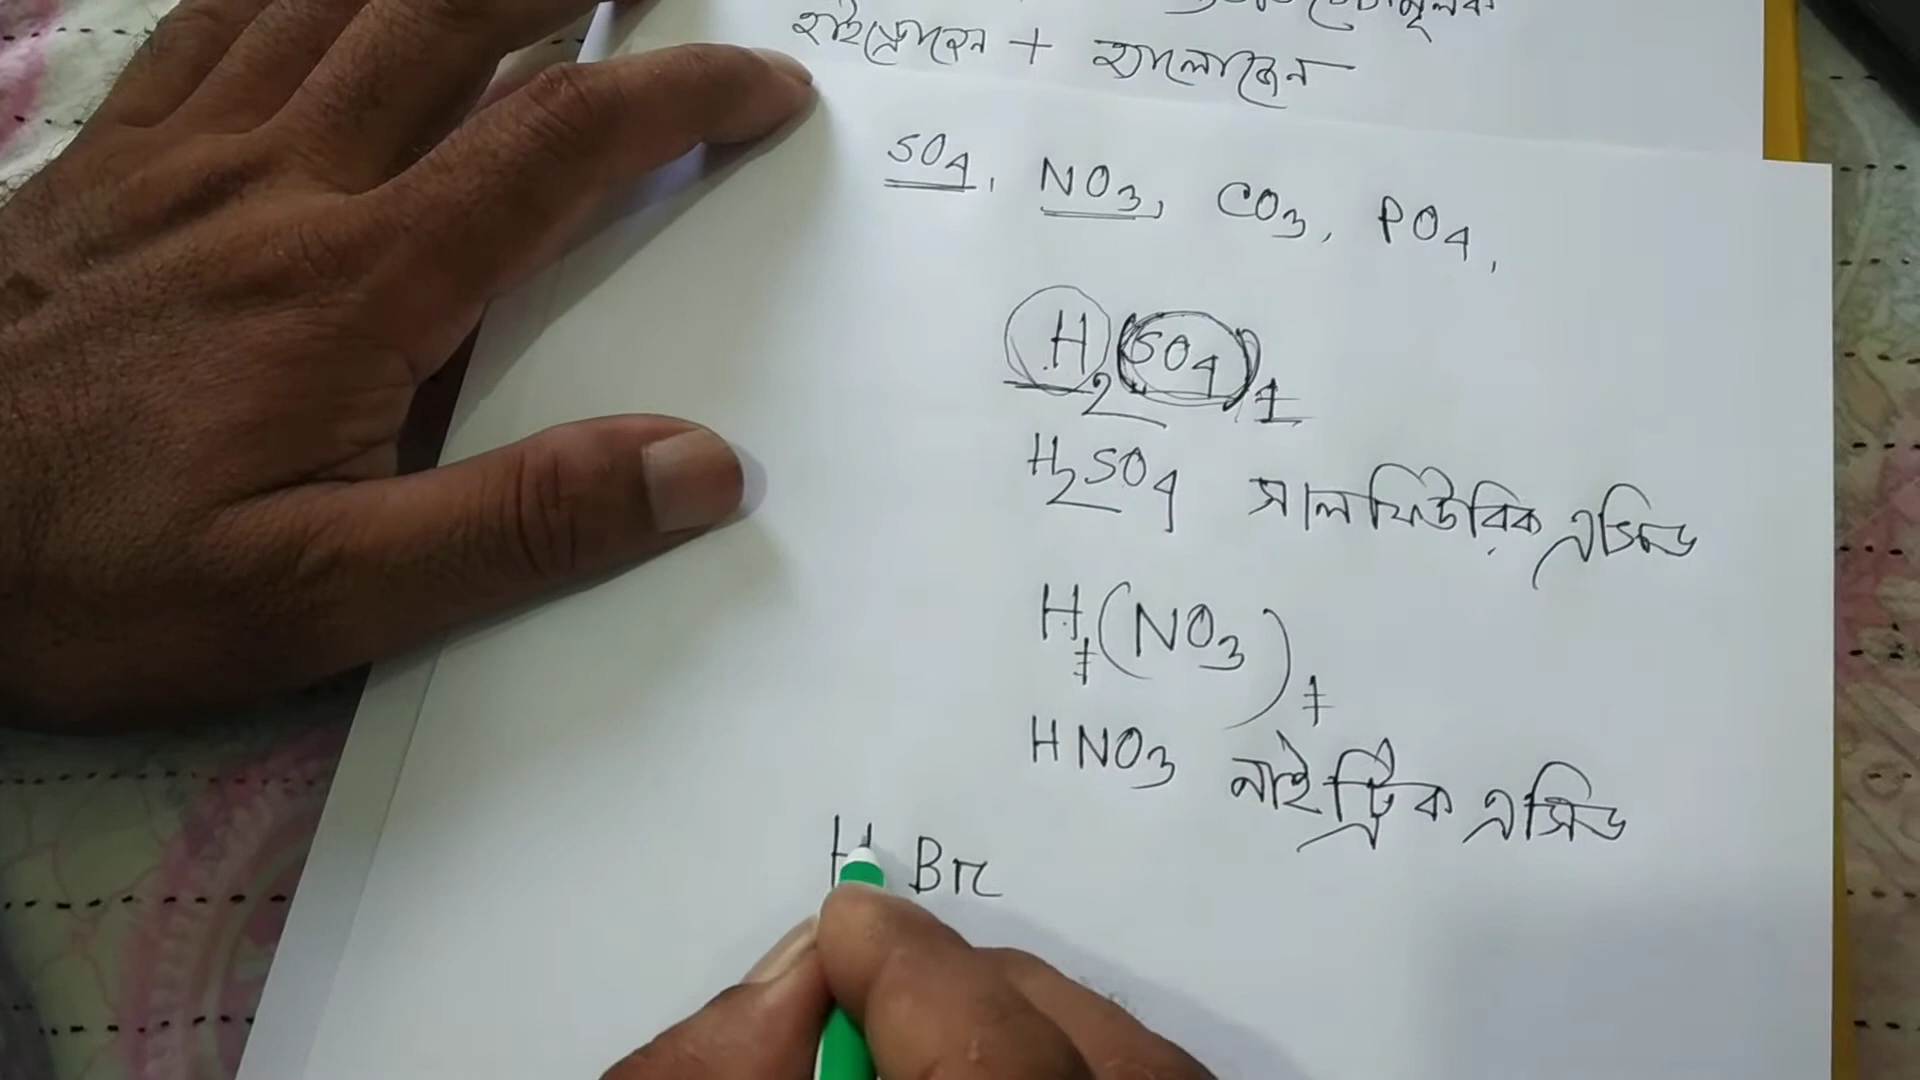 হাইড্রোজেন + হ্যালোজেন
SO4, NO3, CO3, PO4,
H2(SO4)1
H2SO4 সালফিউরিক এসিড
H1(NO3)1
HNO3 নাইট্রিক এসিড
H Br